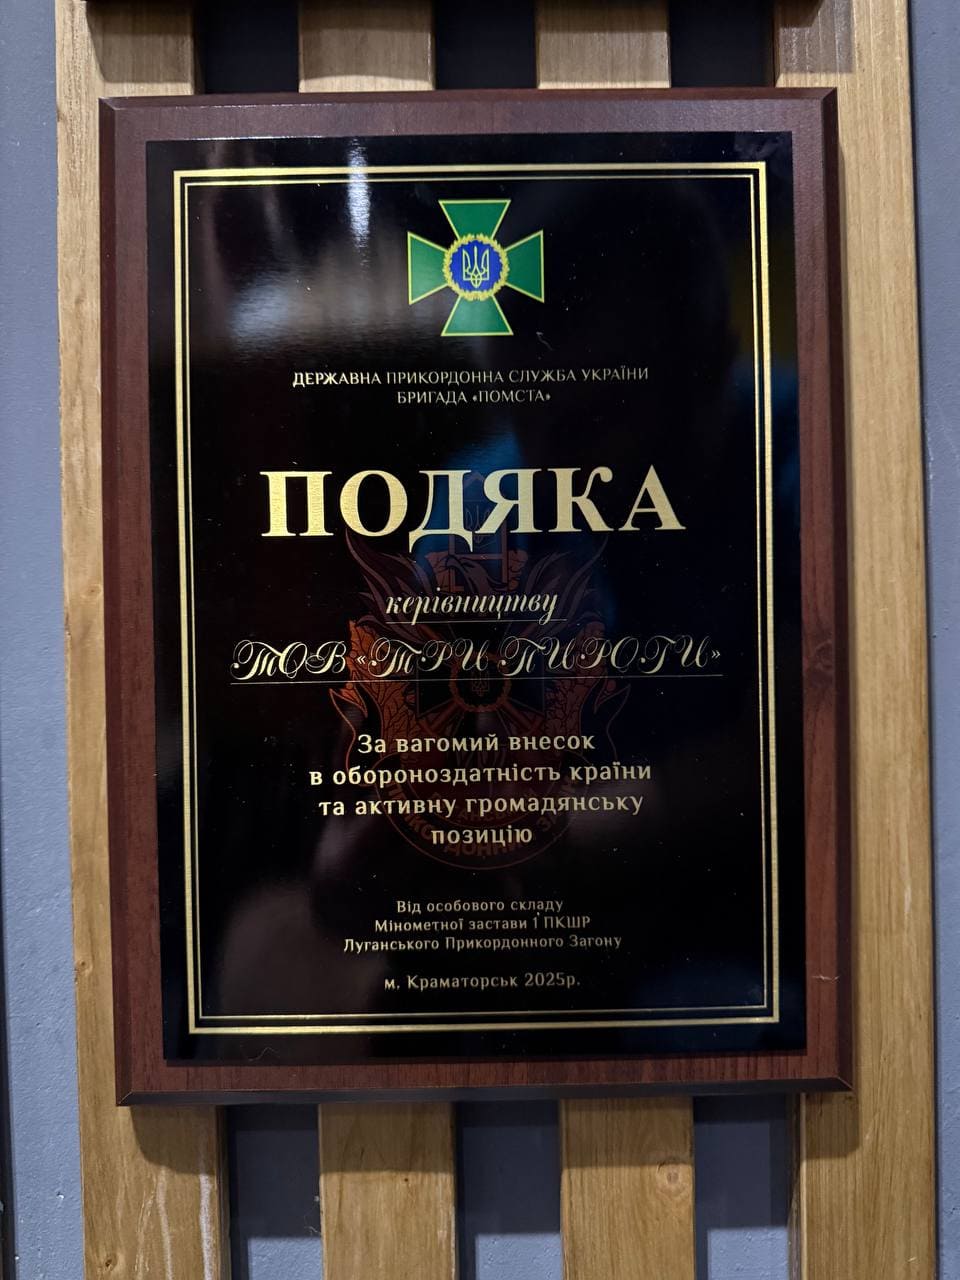 ДЕРЖАВНА ПРИКОРДОННА СЛУЖБА УКРАЇНИ
БРИГАДА «ПОМСТА»
ПОДЯКА
керівництву
ТОВ «ТРИ ПИРОГИ»
За вагомий внесок
в обороноздатність країни
та активну громадянську
позицію
Від особового складу
Мінометної застави 1 ПКШР
Луганського Прикордонного Загону
м. Краматорськ 2025р.